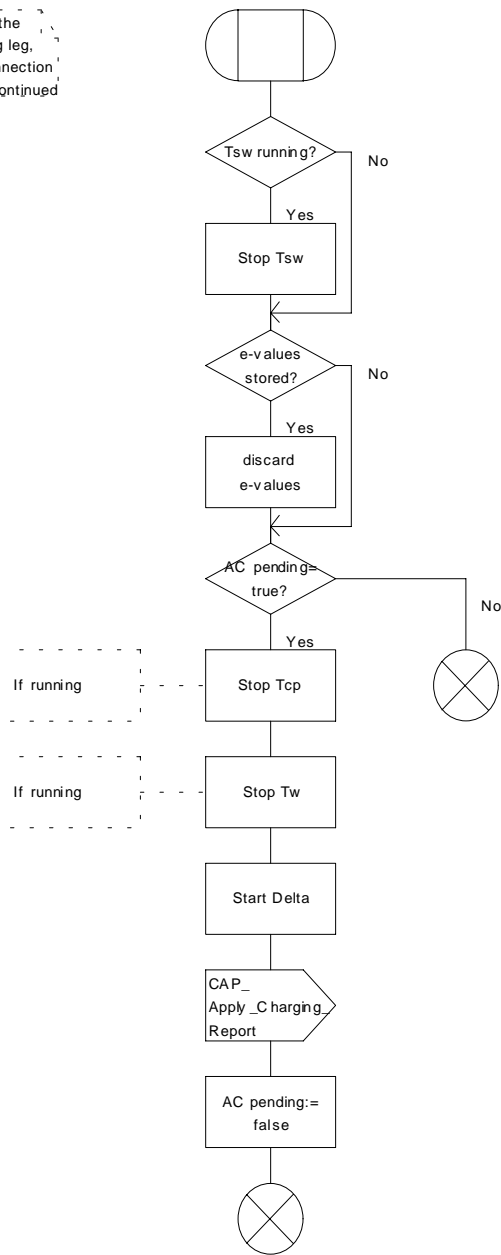 the
g leg,
nnection
continued
Tsw running?
No
Yes
Stop Tsw
e-values
stored?
No
Yes
discard
e-values
AC pending=
true?
No
Yes
If running
Stop Tcp
If running
Stop Tw
Start Delta
CAP_
Apply_Charging_
Report
AC pending:=
false